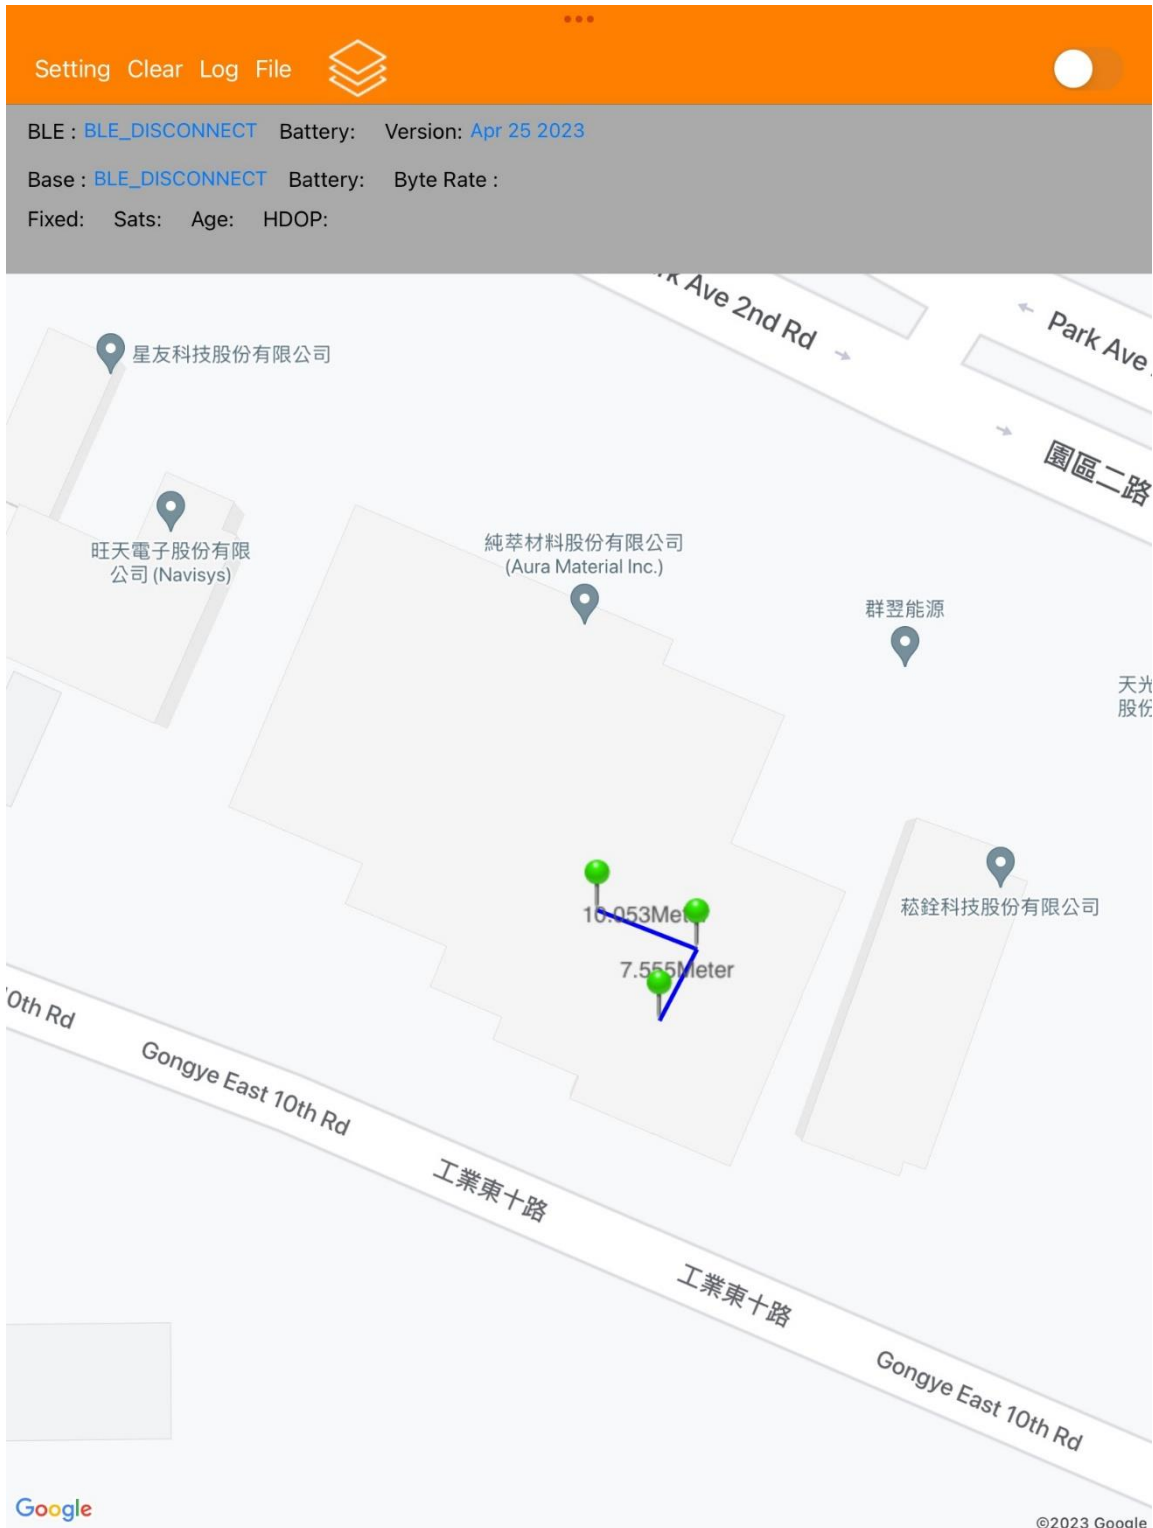 Setting Clear Log File
BLE : BLE_DISCONNECT Battery: Version: Apr 25 2023
Base : BLE_DISCONNECT Battery: Byte Rate :
Fixed: Sats: Age: HDOP:
Ave 2nd Rd
Park Ave
星友科技股份有限公司
園區二路
旺天電子股份有限
公司 (Navisys)
純萃材料股份有限公司
(Aura Material Inc.)
群翌能源
天光
股份
菘銓科技股份有限公司
10.053Meter
7.555Meter
0th Rd
Gongye East 10th Rd
工業東十路
工業東十路
Gongye East 10th Rd
Google
©2023 Google